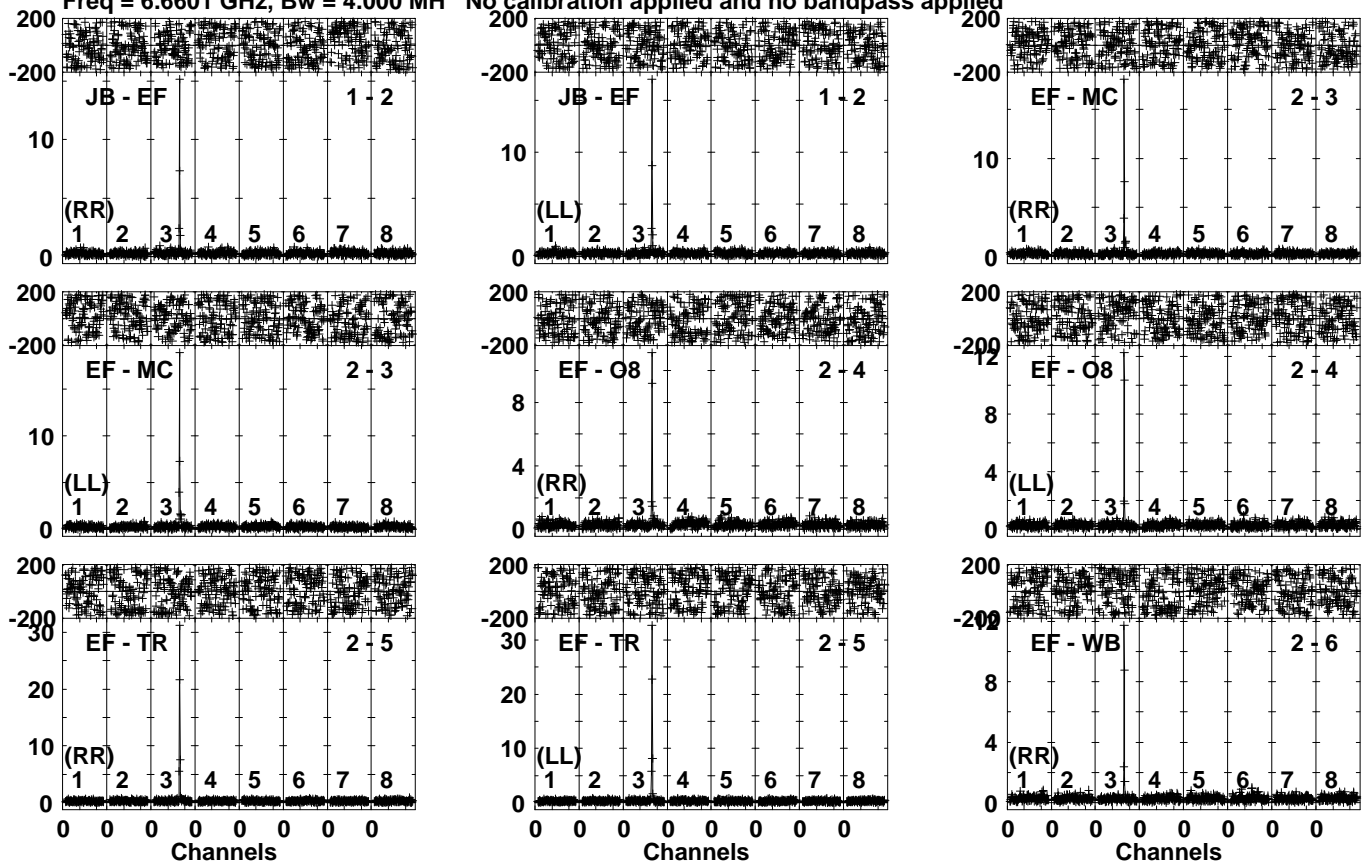 Freq = 6.6601 GHz, Bw = 4.000 MH No calibration applied and no bandpass applied
200 200 200
-200 -200 -200
JB - EF 1 - 2 JB - EF 1 - 2 EF - MC 2 - 3
10 10 10
(RR) (LL) (RR)
1 2 3 4 5 6 7 8 1 2 3 4 5 6 7 8 1 2 3 4 5 6 7 8
0 0 0
200 200 200
-200 -200 -200
12
EF - MC 2 - 3 EF - O8 2 - 4 EF - O8 2 - 4
8 8
10
4 4
(LL) (RR) (LL)
1 2 3 4 5 6 7 8 1 2 3 4 5 6 7 8 1 2 3 4 5 6 7 8
0 0 0
200 200 200
-200 -200 -200
30 30 12
EF - TR 2 - 5 EF - TR 2 - 5 EF - WB 2 - 6
20 20 8
10 10 4
(RR) (LL) (RR)
1 2 3 4 5 6 7 8 1 2 3 4 5 6 7 8 1 2 3 4 5 6 7 8
0 0 0
0 0 0 0 0 0 0 0 0 0 0 0 0 0 0 0 0 0 0 0 0 0 0 0
Channels Channels Channels